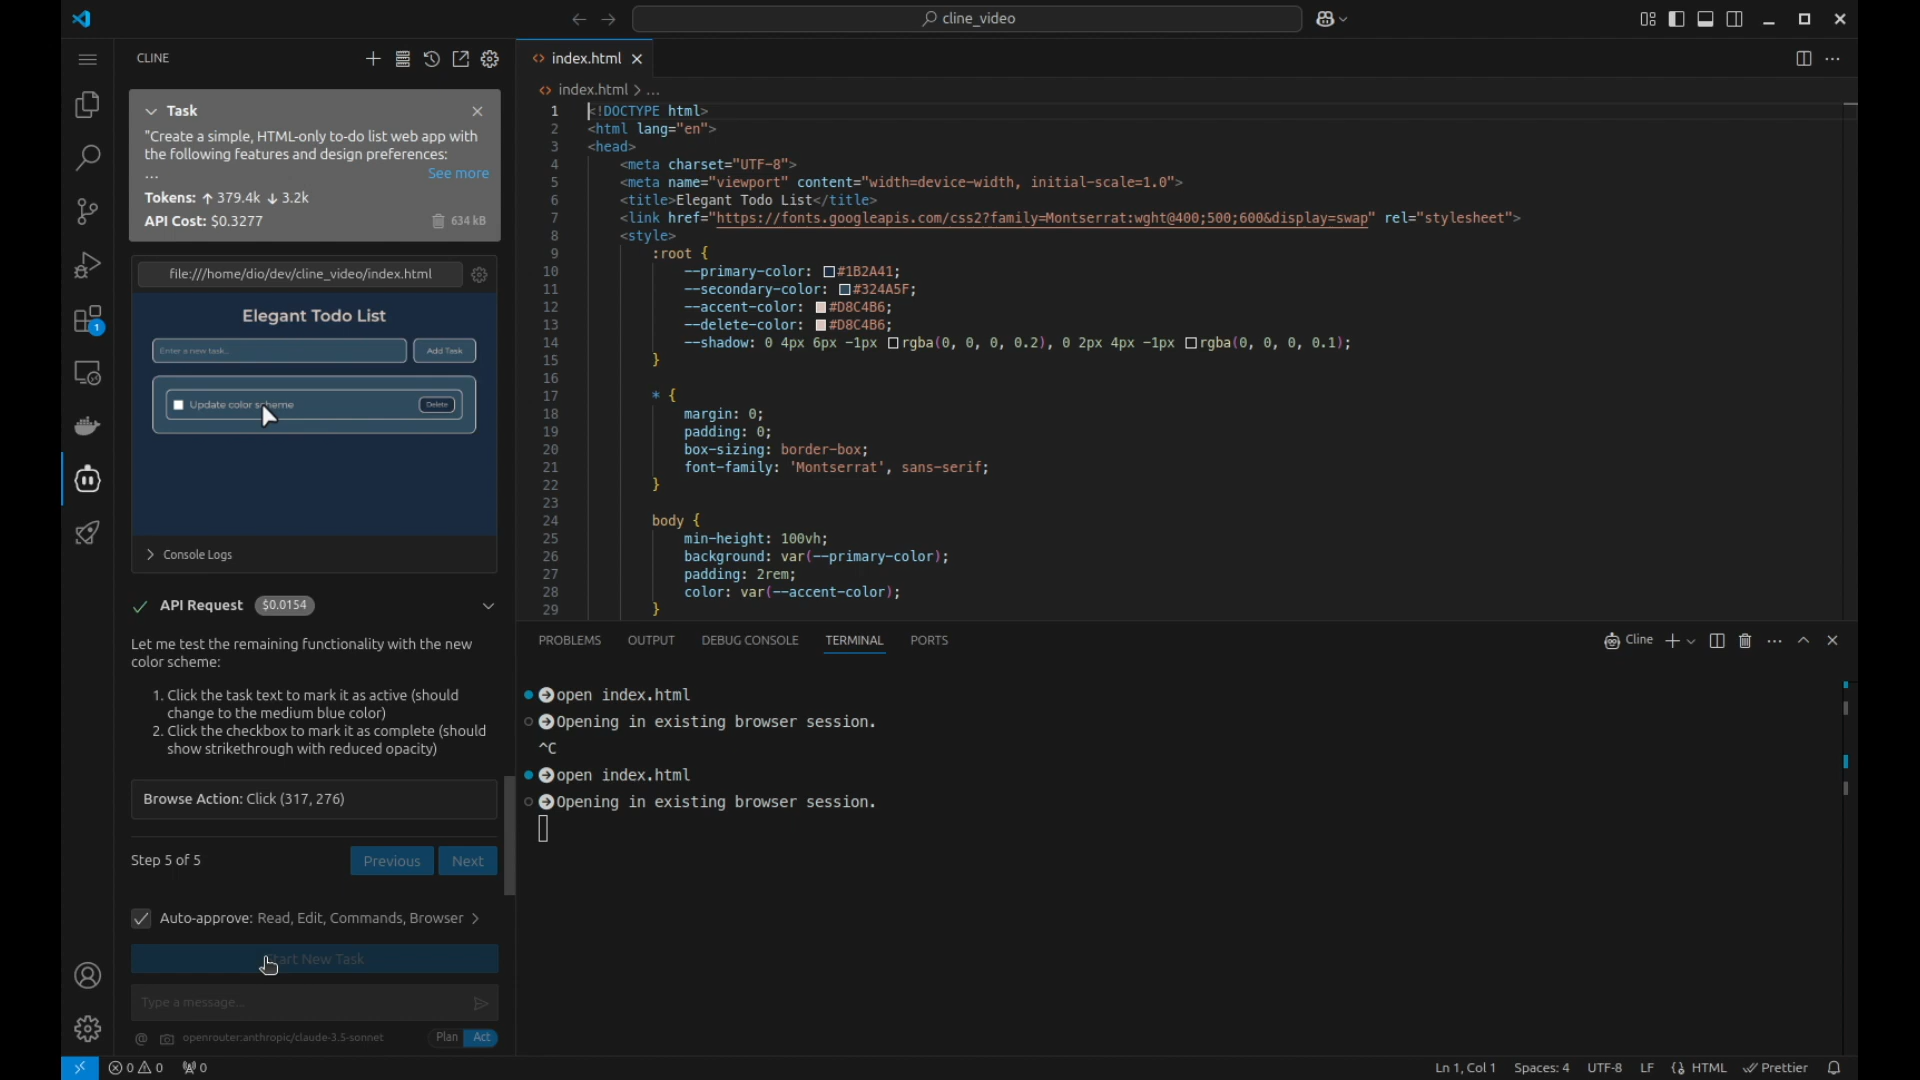 cline_video
CLINE
Task
"Create a simple, HTML-only to-do list web app with
the following features and design preferences:
...
See more
Tokens: ↑ 379.4k ↓ 3.2k
API Cost: $0.3277
634 kB
file:///home/dio/dev/cline_video/index.html
Elegant Todo List
Enter a new task...
Add Task
Update color scheme
Delete
Console Logs
API Request $0.0154
Let me test the remaining functionality with the new
color scheme:
1. Click the task text to mark it as active (should
change to the medium blue color)
2. Click the checkbox to mark it as complete (should
show strikethrough with reduced opacity)
Browse Action: Click (317, 276)
Step 5 of 5
Previous
Next
Auto-approve: Read, Edit, Commands, Browser
Start New Task
Type a message...
@ openrouter:anthropic/claude-3.5-sonnet
Plan Act
1
index.html
index.html > ...
1 <!DOCTYPE html>
2 <html lang="en">
3 <head>
4 <meta charset="UTF-8">
5 <meta name="viewport" content="width=device-width, initial-scale=1.0">
6 <title>Elegant Todo List</title>
7 <link href="https://fonts.googleapis.com/css2?family=Montserrat:wght@400;500;600&display=swap" rel="stylesheet">
8 <style>
9 :root {
10 --primary-color: #1B2A41;
11 --secondary-color: #324A5F;
12 --accent-color: #D8C4B6;
13 --delete-color: #D8C4B6;
14 --shadow: 0 4px 6px -1px rgba(0, 0, 0, 0.2), 0 2px 4px -1px rgba(0, 0, 0, 0.1);
15 }
16
17 * {
18 margin: 0;
19 padding: 0;
20 box-sizing: border-box;
21 font-family: 'Montserrat', sans-serif;
22 }
23
24 body {
25 min-height: 100vh;
26 background: var(--primary-color);
27 padding: 2rem;
28 color: var(--accent-color);
29 }
PROBLEMS OUTPUT DEBUG CONSOLE TERMINAL PORTS
Cline
open index.html
Opening in existing browser session.
^C
open index.html
Opening in existing browser session.
0 0 0
Ln 1, Col 1 Spaces: 4 UTF-8 LF HTML Prettier